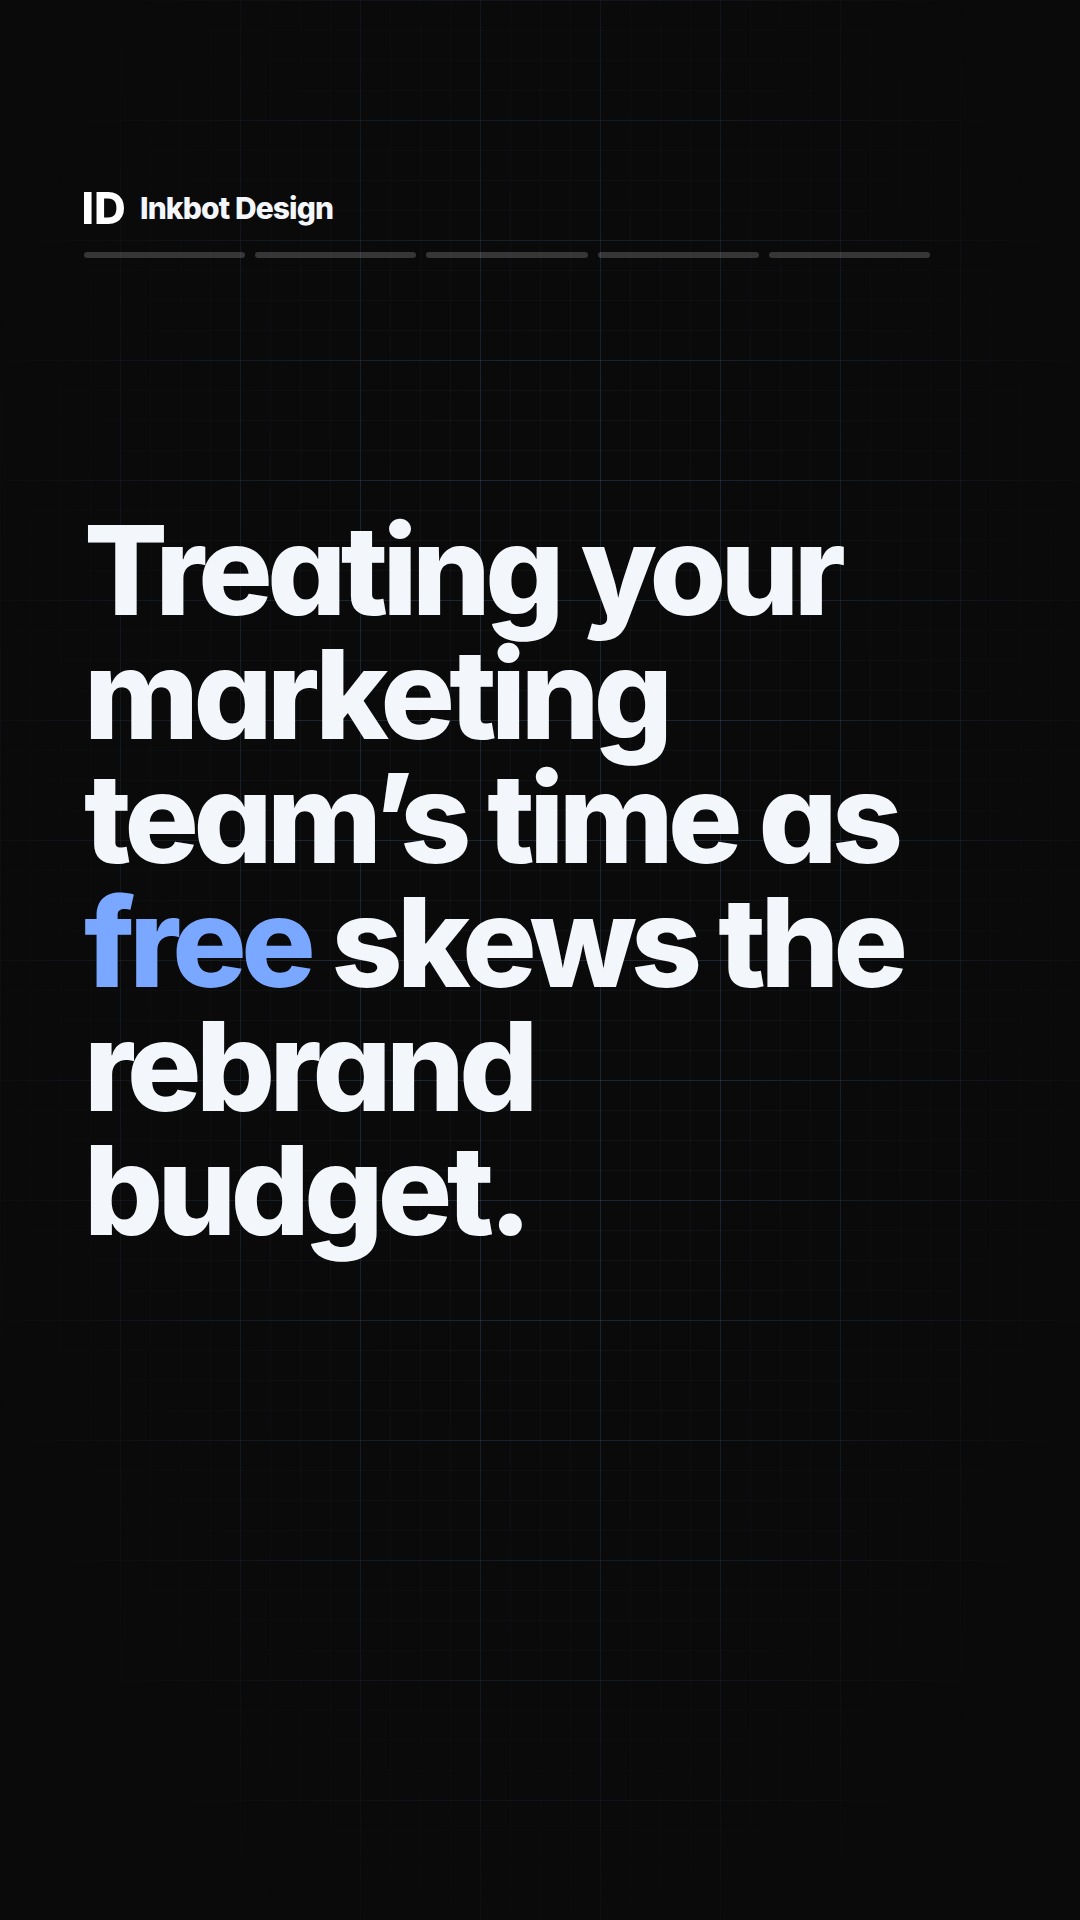 ID Inkbot Design
Treating your
marketing
team’s time as
free skews the
rebrand
budget.